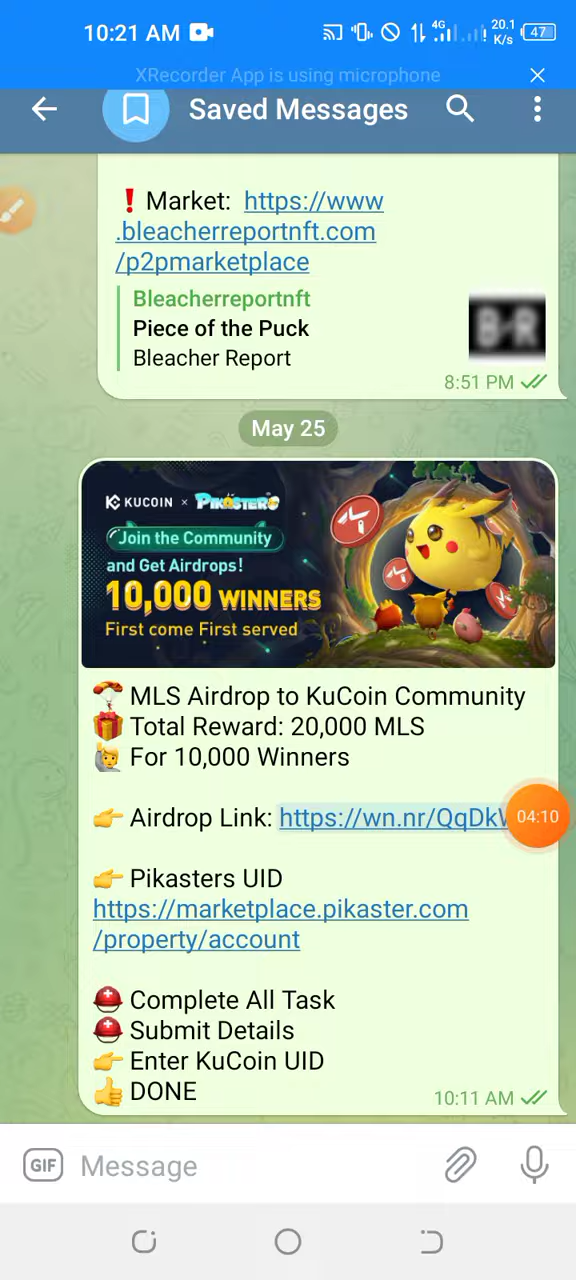 10:21 AM
4G
20.1
K/s
47
XRecorder App is using microphone
Saved Messages
❗ Market: https://www
.bleacherreportnft.com
/p2pmarketplace
Bleacherreportnft
Piece of the Puck
Bleacher Report
B R
8:51 PM
May 25
KUCOIN × PIKASTER
Join the Community
and Get Airdrops!
10,000 WINNERS
First come First served
🪂 MLS Airdrop to KuCoin Community
🎁 Total Reward: 20,000 MLS
🙋 For 10,000 Winners
👉 Airdrop Link: https://wn.nr/QqDk
04:10
👉 Pikasters UID
https://marketplace.pikaster.com
/property/account
⛑ Complete All Task
⛑ Submit Details
👉 Enter KuCoin UID
👍 DONE
10:11 AM
GIF
Message